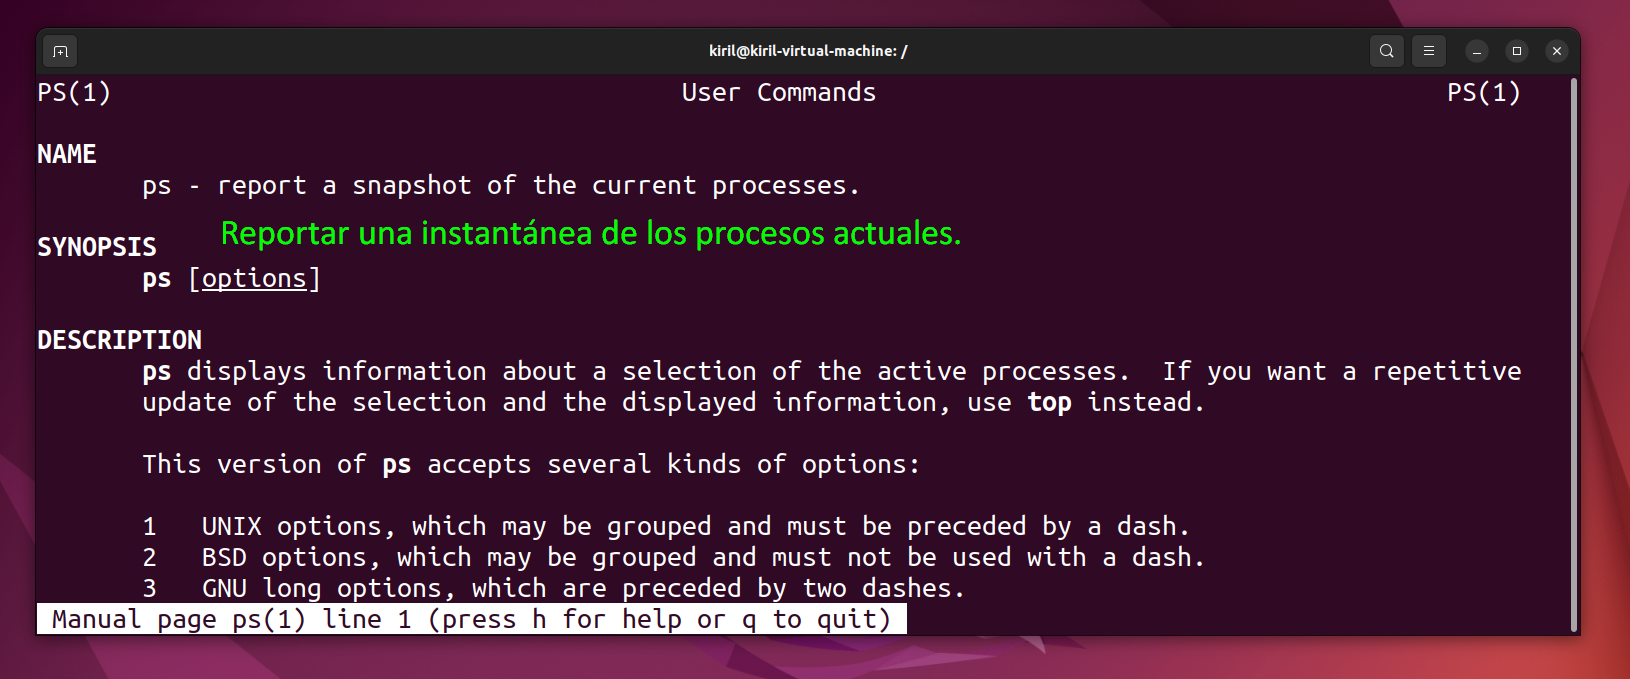 kiril@kiril-virtual-machine: /
PS(1) User Commands PS(1)
NAME
ps - report a snapshot of the current processes.
Reportar una instantánea de los procesos actuales.
SYNOPSIS
ps [options]
DESCRIPTION
ps displays information about a selection of the active processes.  If you want a repetitive
update of the selection and the displayed information, use top instead.
This version of ps accepts several kinds of options:
1   UNIX options, which may be grouped and must be preceded by a dash.
2   BSD options, which may be grouped and must not be used with a dash.
3   GNU long options, which are preceded by two dashes.
Manual page ps(1) line 1 (press h for help or q to quit)